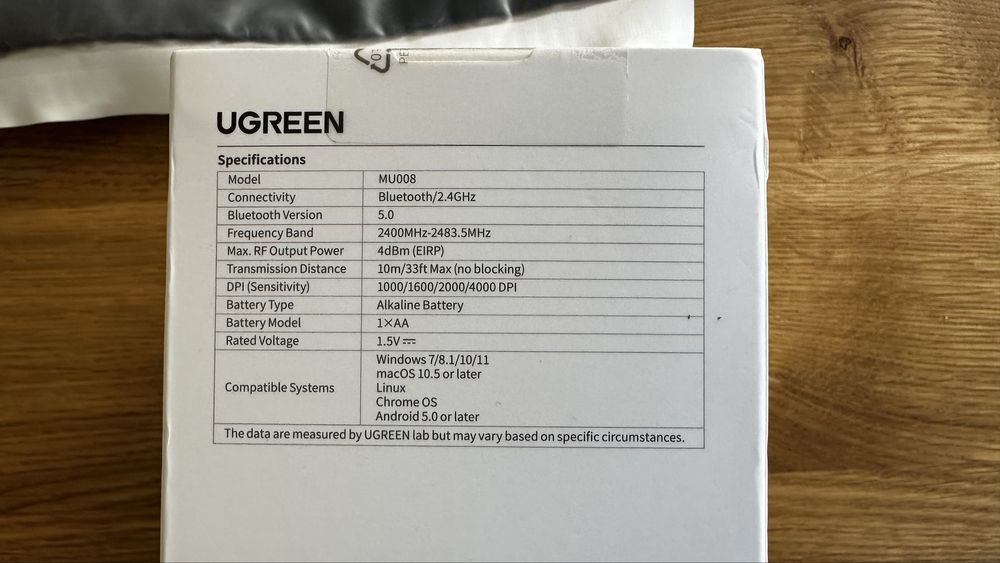 UGREEN
Specifications
Model MU008
Connectivity Bluetooth/2.4GHz
Bluetooth Version 5.0
Frequency Band 2400MHz-2483.5MHz
Max. RF Output Power 4dBm (EIRP)
Transmission Distance 10m/33ft Max (no blocking)
DPI (Sensitivity) 1000/1600/2000/4000 DPI
Battery Type Alkaline Battery
Battery Model 1×AA
Rated Voltage 1.5V⎓
Compatible Systems
Windows 7/8.1/10/11
macOS 10.5 or later
Linux
Chrome OS
Android 5.0 or later
The data are measured by UGREEN lab but may vary based on specific circumstances.